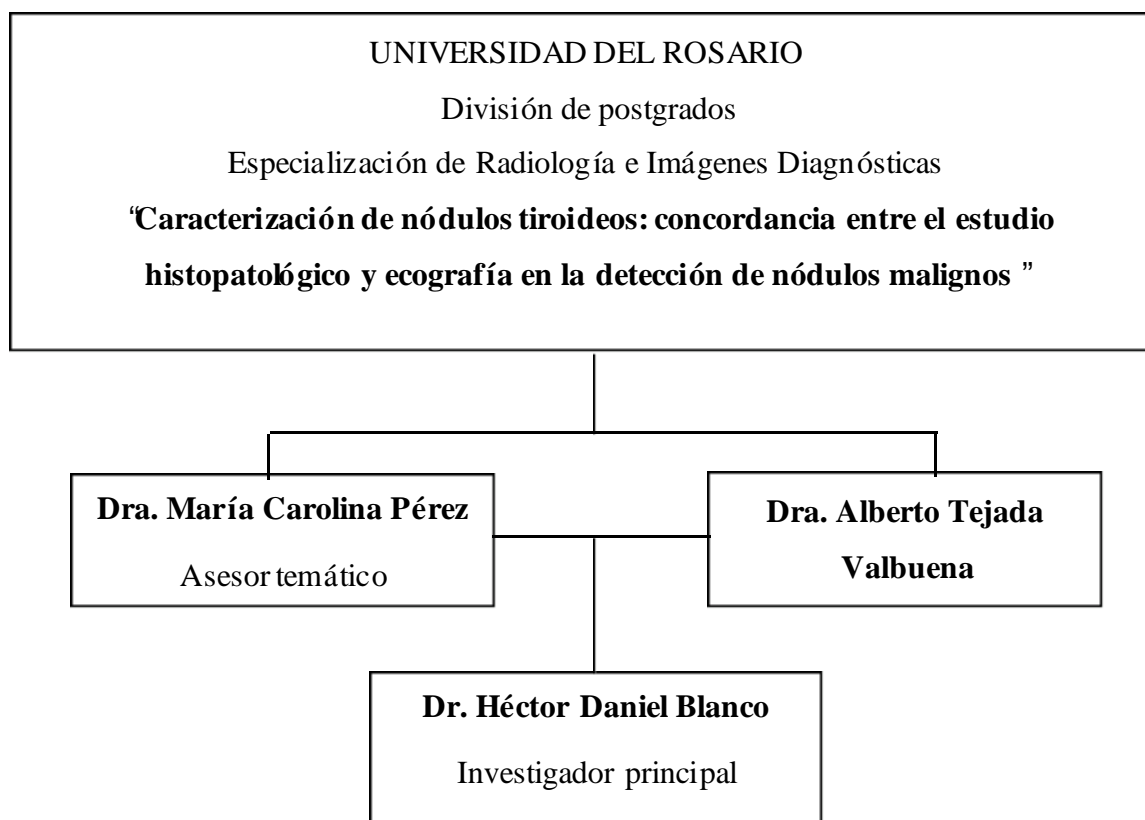 UNIVERSIDAD DEL ROSARIO
División de postgrados
Especialización de Radiología e Imágenes Diagnósticas
“Caracterización de nódulos tiroideos: concordancia entre el estudio
histopatológico y ecografía en la detección de nódulos malignos ”
Dra. María Carolina Pérez
Asesor temático
Dra. Alberto Tejada
Valbuena
Dr. Héctor Daniel Blanco
Investigador principal